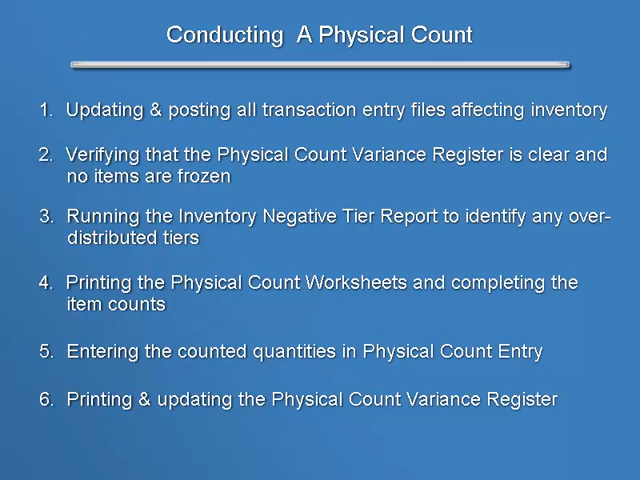 Conducting A Physical Count
1. Updating & posting all transaction entry files affecting inventory
2. Verifying that the Physical Count Variance Register is clear and
no items are frozen
3. Running the Inventory Negative Tier Report to identify any over-
distributed tiers
4. Printing the Physical Count Worksheets and completing the
item counts
5. Entering the counted quantities in Physical Count Entry
6. Printing & updating the Physical Count Variance Register